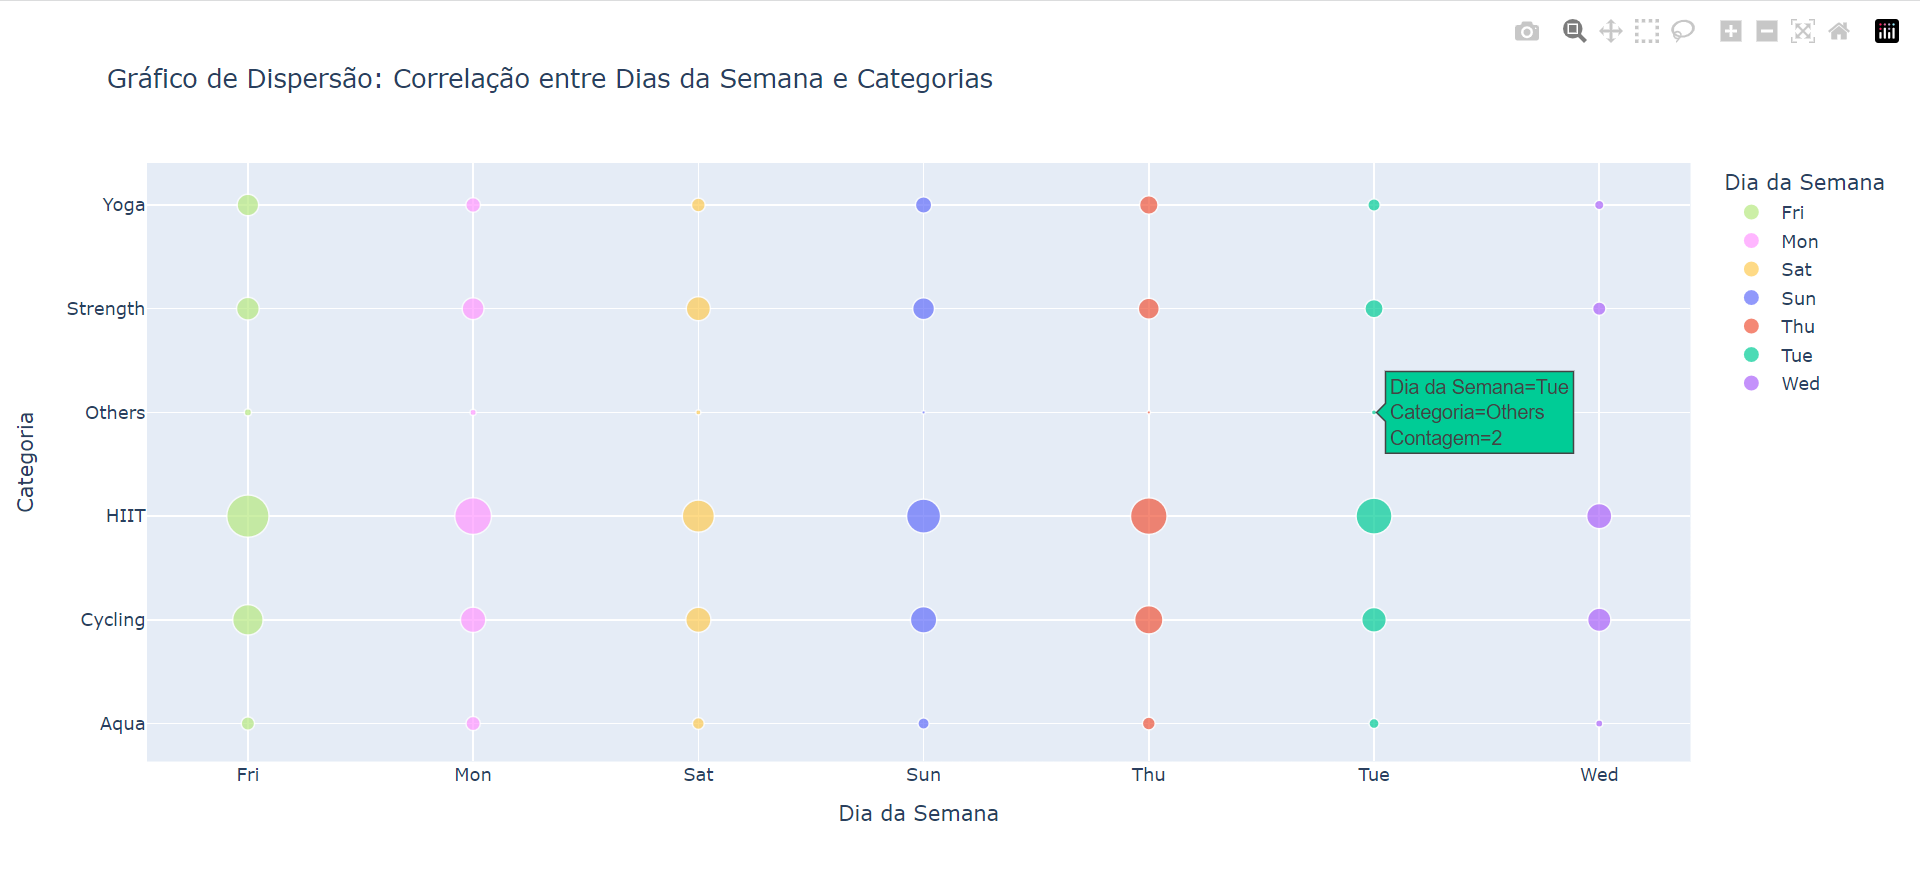 Gráfico de Dispersão: Correlação entre Dias da Semana e Categorias
Dia da Semana
Fri
Mon
Sat
Sun
Thu
Tue
Wed
Categoria
Yoga
Strength
Others
HIIT
Cycling
Aqua
Dia da Semana=Tue
Categoria=Others
Contagem=2
Fri
Mon
Sat
Sun
Thu
Tue
Wed
Dia da Semana